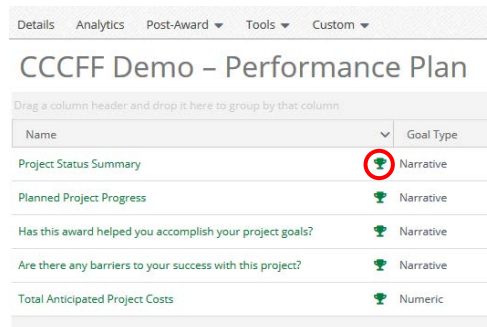 Details Analytics Post-Award Tools Custom
CCCFF Demo – Performance Plan
Drag a column header and drop it here to group by that column
Name Goal Type
Project Status Summary Narrative
Planned Project Progress Narrative
Has this award helped you accomplish your project goals? Narrative
Are there any barriers to your success with this project? Narrative
Total Anticipated Project Costs Numeric